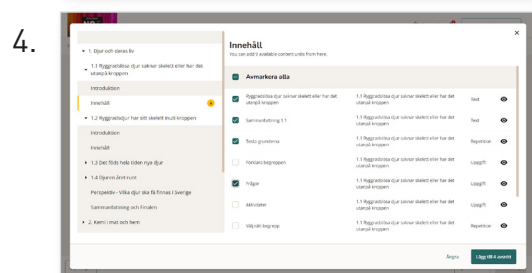 4.
1. Djur och deras liv
1.1 Ryggradslösa djur saknar skelett eller har det
utanpå kroppen
Introduktion
Innehåll
1.2 Ryggradsdjur har sitt skelett inuti kroppen
Introduktion
Innehåll
1.3 Det föds hela tiden nya djur
1.4 Djurens året runt
Perspektiv - Vilka djur ska få finnas i Sverige
Sammanfattning och Finalen
2. Kemi i mat och hem
Innehåll
You can add 9 available content units from here.
Avmarkera alla
Ryggradslösa djur saknar skelett eller har det
utanpå kroppen
1.1 Ryggradslösa djur saknar skelett eller har det
utanpå kroppen
Text
Sammanfattning 1.1
1.1 Ryggradslösa djur saknar skelett eller har det
utanpå kroppen
Text
Testa grunderna
1.1 Ryggradslösa djur saknar skelett eller har det
utanpå kroppen
Repetition
Förklara begreppen
1.1 Ryggradslösa djur saknar skelett eller har det
utanpå kroppen
Uppgift
Frågor
1.1 Ryggradslösa djur saknar skelett eller har det
utanpå kroppen
Uppgift
Aktiviteter
1.1 Ryggradslösa djur saknar skelett eller har det
utanpå kroppen
Uppgift
Välj rätt begrepp
1.1 Ryggradslösa djur saknar skelett eller har det
utanpå kroppen
Repetition
Ångra
Lägg till 4 avsnitt